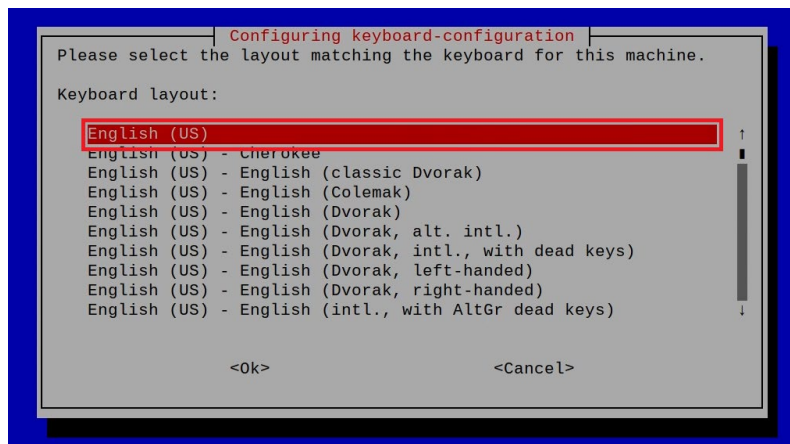 Configuring keyboard-configuration
Please select the layout matching the keyboard for this machine.
Keyboard layout:
English (US)
English (US) - Cherokee
English (US) - English (classic Dvorak)
English (US) - English (Colemak)
English (US) - English (Dvorak)
English (US) - English (Dvorak, alt. intl.)
English (US) - English (Dvorak, intl., with dead keys)
English (US) - English (Dvorak, left-handed)
English (US) - English (Dvorak, right-handed)
English (US) - English (intl., with AltGr dead keys)
<Ok> <Cancel>